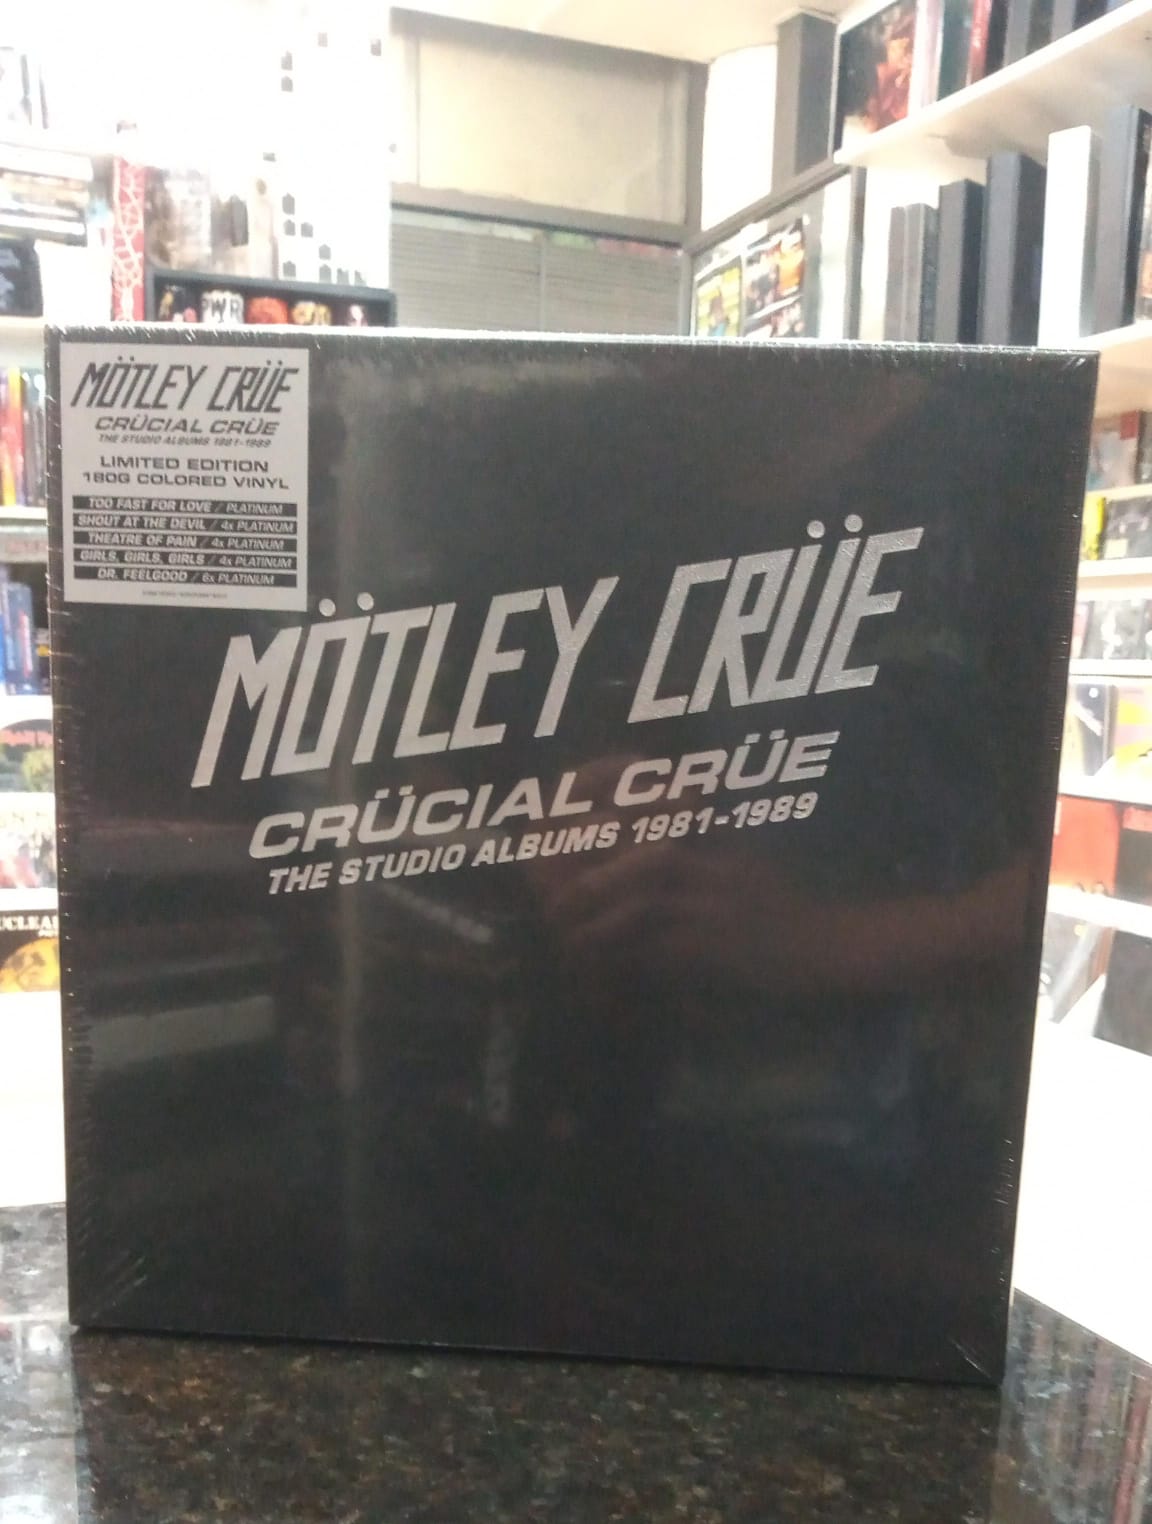 MÖTLEY CRÜE
CRÜCIAL CRÜE
THE STUDIO ALBUMS 1981-1989
LIMITED EDITION
180G COLORED VINYL
TOO FAST FOR LOVE / PLATINUM
SHOUT AT THE DEVIL / 4x PLATINUM
THEATRE OF PAIN / 4x PLATINUM
GIRLS, GIRLS, GIRLS / 4x PLATINUM
DR. FEELGOOD / 6x PLATINUM
MÖTLEY CRÜE
CRÜCIAL CRÜE
THE STUDIO ALBUMS 1981-1989